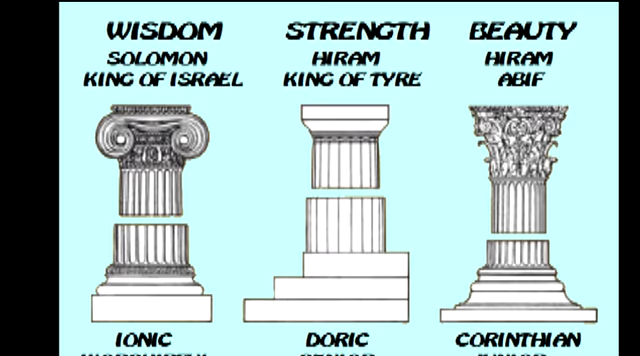 WISDOM STRENGTH BEAUTY
SOLOMON HIRAM HIRAM
KING OF ISRAEL KING OF TYRE ABIF
IONIC DORIC CORINTHIAN